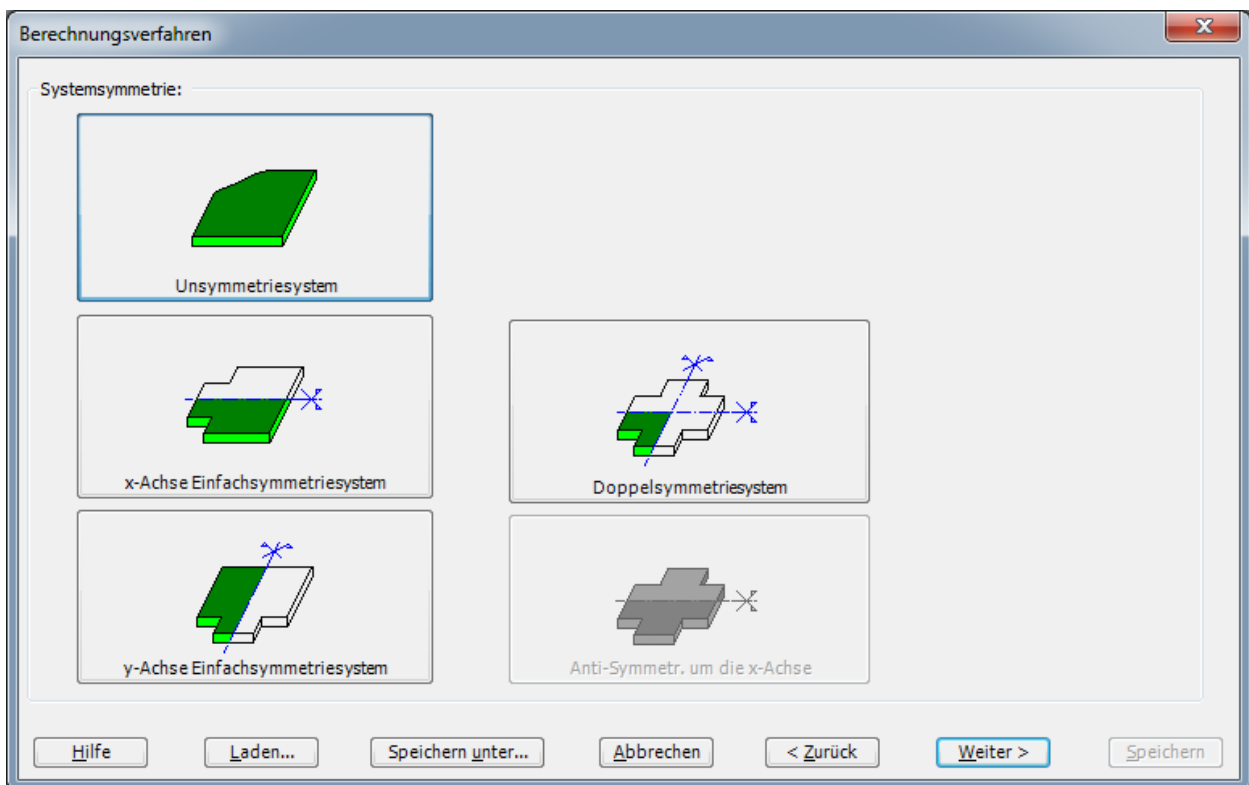 Berechnungsverfahren
Systemsymmetrie:
Unsymmetriesystem
x-Achse Einfachsymmetriesystem
Doppelsymmetriesystem
y-Achse Einfachsymmetriesystem
Anti-Symmetr. um die x-Achse
Hilfe
Laden...
Speichern unter...
Abbrechen
< Zurück
Weiter >
Speichern